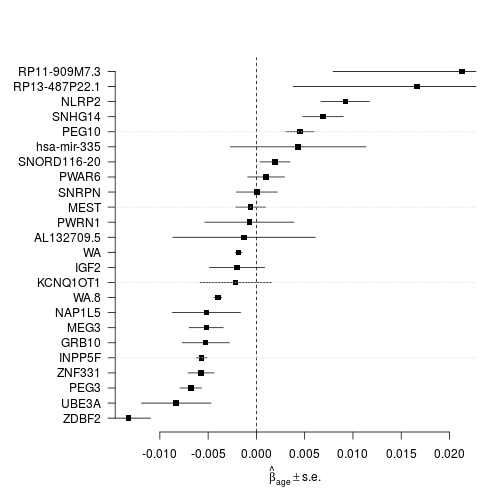 RP11-909M7.3
RP13-487P22.1
NLRP2
SNHG14
PEG10
hsa-mir-335
SNORD116-20
PWAR6
SNRPN
MEST
PWRN1
AL132709.5
WA
IGF2
KCNQ1OT1
WA.8
NAP1L5
MEG3
GRB10
INPP5F
ZNF331
PEG3
UBE3A
ZDBF2
-0.010 -0.005 0.000 0.005 0.010 0.015 0.020
β̂age ± s.e.